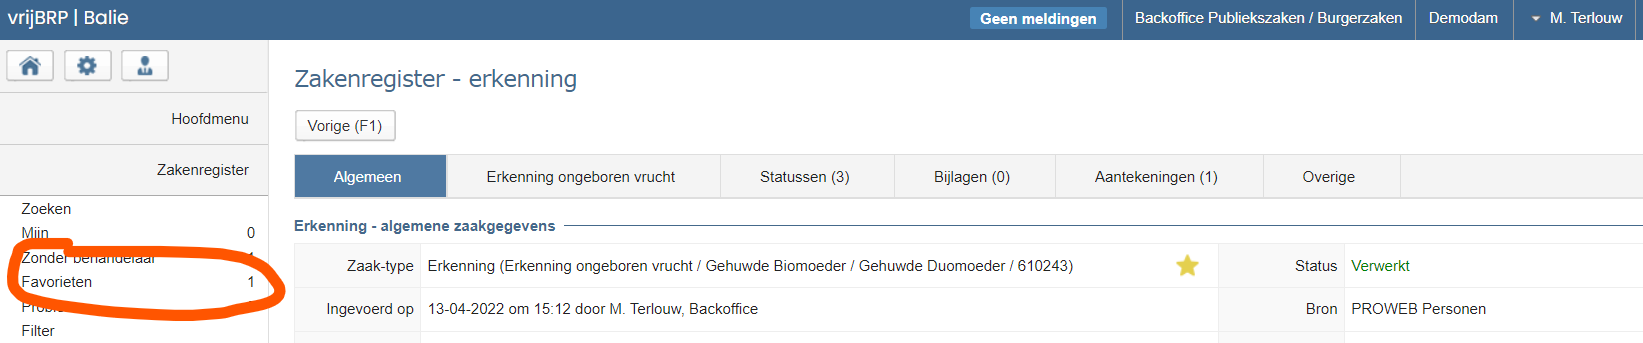 vrijBRP | Balie
Geen meldingen
Backoffice Publiekszaken / Burgerzaken
Demodam
M. Terlouw
Zakenregister - erkenning
Hoofdmenu
Vorige (F1)
Zakenregister
Algemeen
Erkenning ongeboren vrucht
Statussen (3)
Bijlagen (0)
Aantekeningen (1)
Overige
Zoeken
Mijn 0
Zonder behandelaar
Favorieten 1
Filter
Erkenning - algemene zaakgegevens
Zaak-type Erkenning (Erkenning ongeboren vrucht / Gehuwde Biomoeder / Gehuwde Duomoeder / 610243)
Status Verwerkt
Ingevoerd op 13-04-2022 om 15:12 door M. Terlouw, Backoffice
Bron PROWEB Personen